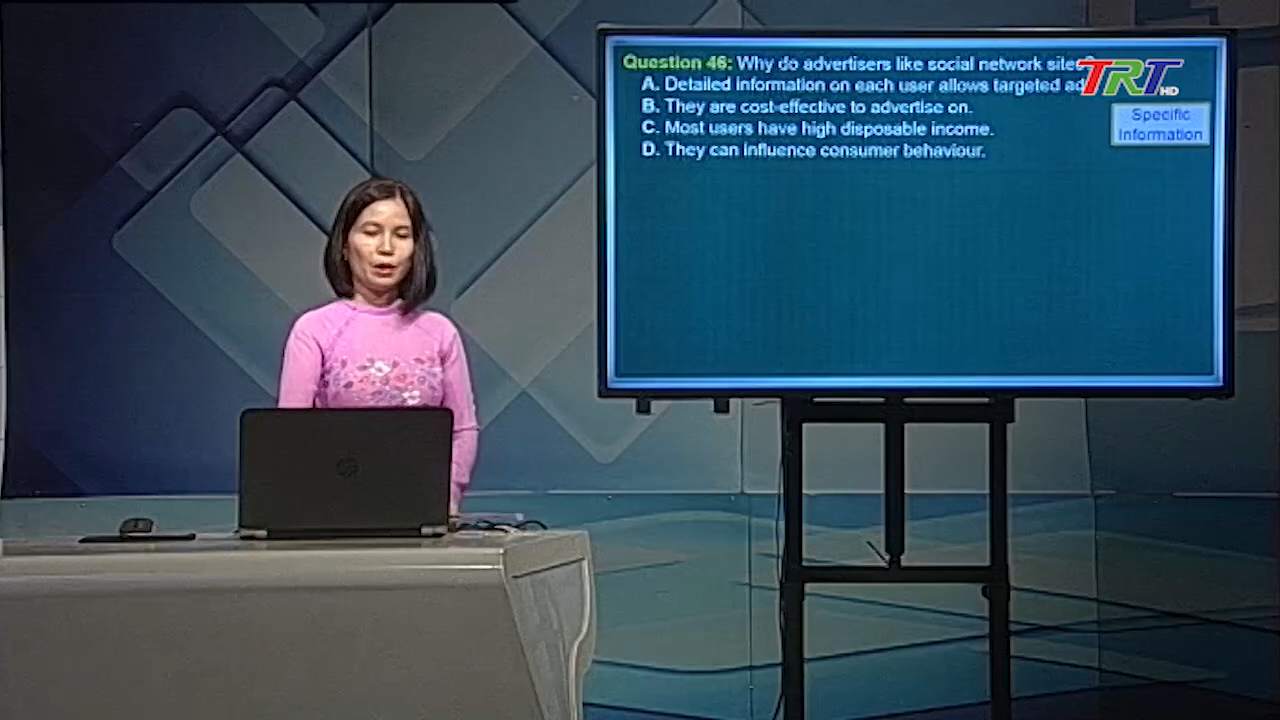 Question 46: Why do advertisers like social network sites?
A. Detailed information on each user allows targeted
B. They are cost-effective to advertise on.
C. Most users have high disposable income.
D. They can influence consumer behaviour.
TRT HD
Specific
Information